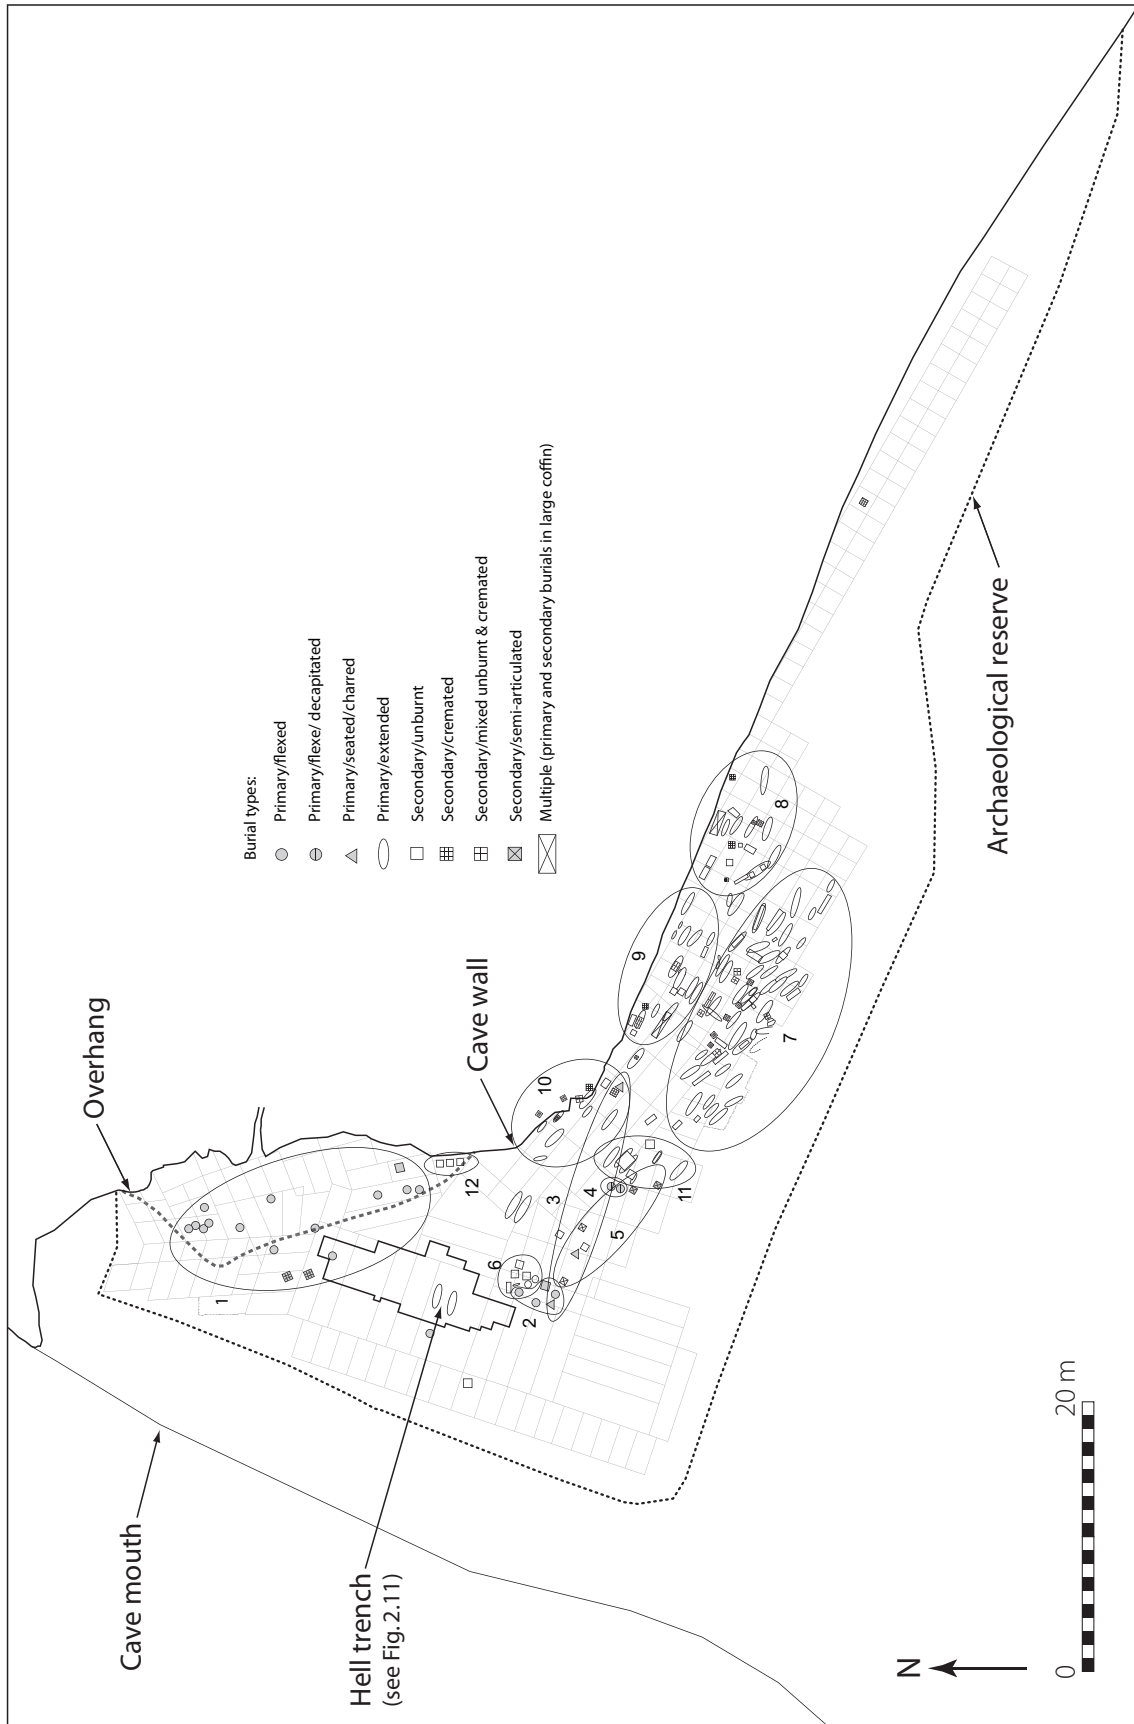 Cave mouth
Overhang
Hell trench
(see Fig. 2.11)
Cave wall
Archaeological reserve
Burial types:
Primary/flexed
Primary/flexe/ decapitated
Primary/seated/charred
Primary/extended
Secondary/unburnt
Secondary/cremated
Secondary/mixed unburnt & cremated
Secondary/semi-articulated
Multiple (primary and secondary burials in large coffin)
1
2
3
4
5
6
7
8
9
10
11
12
N
0
20 m